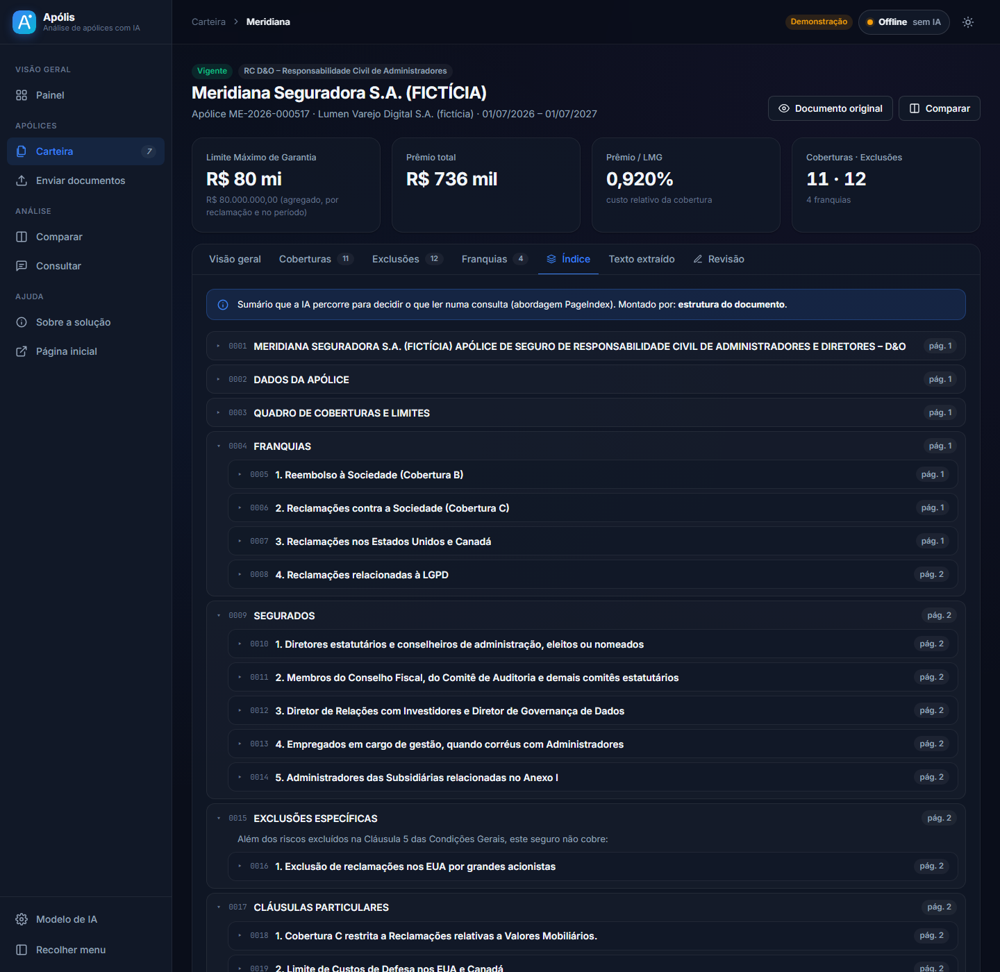 Apólis
Análise de apólices com IA
VISÃO GERAL
Painel
APÓLICES
Carteira 7
Enviar documentos
ANÁLISE
Comparar
Consultar
AJUDA
Sobre a solução
Página inicial
Modelo de IA
Recolher menu
Carteira > Meridiana
Demonstração
Offline sem IA
Vigente
RC D&O – Responsabilidade Civil de Administradores
Meridiana Seguradora S.A. (FICTÍCIA)
Apólice ME-2026-000517 · Lumen Varejo Digital S.A. (fictícia) · 01/07/2026 – 01/07/2027
Documento original
Comparar
Limite Máximo de Garantia
R$ 80 mi
R$ 80.000.000,00 (agregado, por
reclamação e no período)
Prêmio total
R$ 736 mil
Prêmio / LMG
0,920%
custo relativo da cobertura
Coberturas · Exclusões
11 · 12
4 franquias
Visão geral Coberturas 11 Exclusões 12 Franquias 4 Índice Texto extraído Revisão
Sumário que a IA percorre para decidir o que ler numa consulta (abordagem PageIndex). Montado por: estrutura do documento.
0001 MERIDIANA SEGURADORA S.A. (FICTÍCIA) APÓLICE DE SEGURO DE RESPONSABILIDADE CIVIL DE ADMINISTRADORES E DIRETORES – D&O pág. 1
0002 DADOS DA APÓLICE pág. 1
0003 QUADRO DE COBERTURAS E LIMITES pág. 1
0004 FRANQUIAS pág. 1
0005 1. Reembolso à Sociedade (Cobertura B) pág. 1
0006 2. Reclamações contra a Sociedade (Cobertura C) pág. 1
0007 3. Reclamações nos Estados Unidos e Canadá pág. 1
0008 4. Reclamações relacionadas à LGPD pág. 2
0009 SEGURADOS pág. 2
0010 1. Diretores estatutários e conselheiros de administração, eleitos ou nomeados pág. 2
0011 2. Membros do Conselho Fiscal, do Comitê de Auditoria e demais comitês estatutários pág. 2
0012 3. Diretor de Relações com Investidores e Diretor de Governança de Dados pág. 2
0013 4. Empregados em cargo de gestão, quando corréus com Administradores pág. 2
0014 5. Administradores das Subsidiárias relacionadas no Anexo I pág. 2
0015 EXCLUSÕES ESPECÍFICAS pág. 2
Além dos riscos excluídos na Cláusula 5 das Condições Gerais, este seguro não cobre:
0016 1. Exclusão de reclamações nos EUA por grandes acionistas pág. 2
0017 CLÁUSULAS PARTICULARES pág. 2
0018 1. Cobertura C restrita a Reclamações relativas a Valores Mobiliários. pág. 2
0019 2. Limite de Custos de Defesa nos EUA e Canadá pág. 2